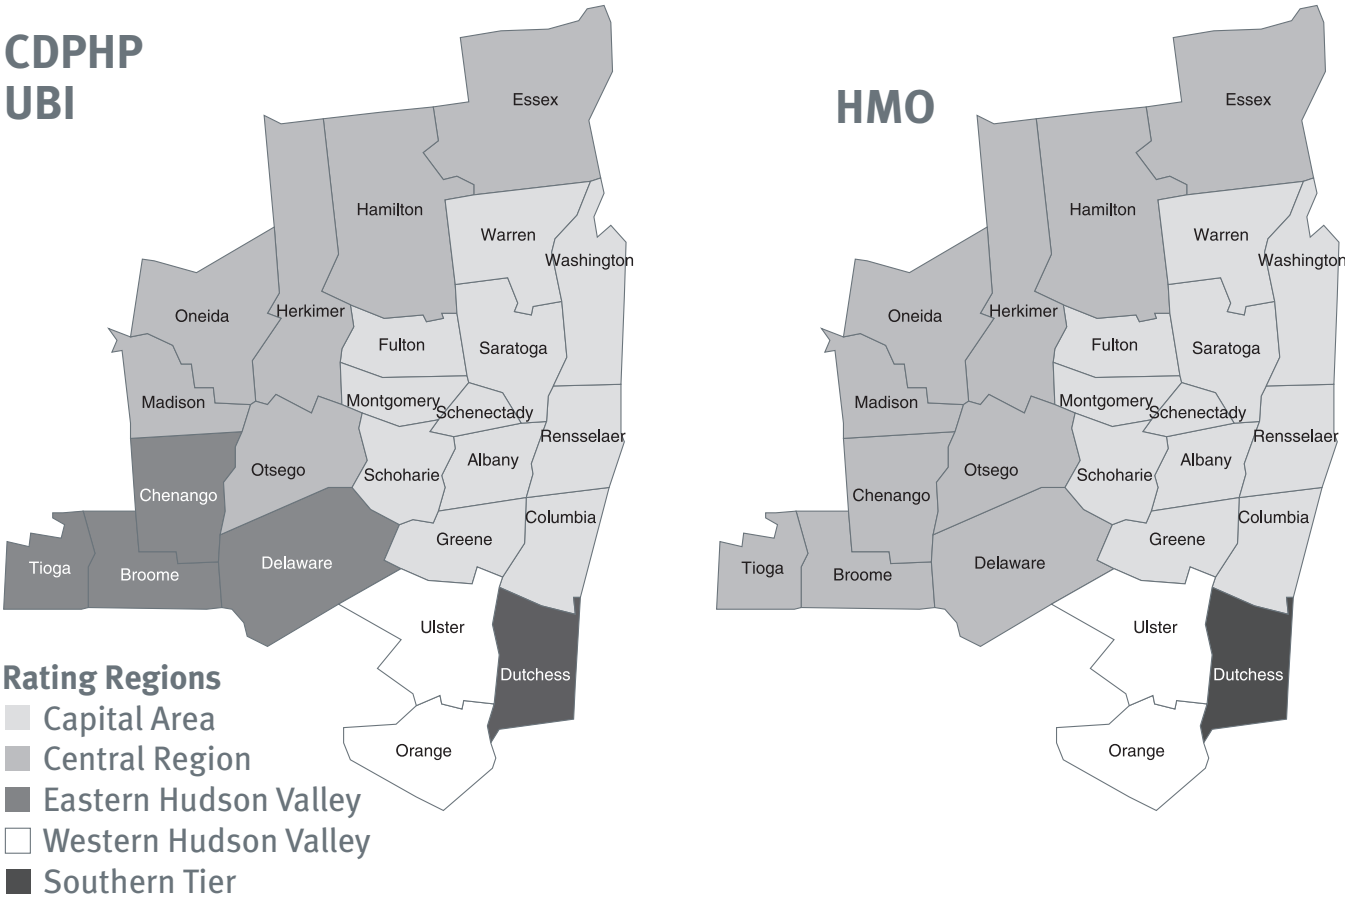 CDPHP
UBI
Essex
Hamilton
Warren
Washington
Herkimer
Oneida
Fulton
Saratoga
Madison
Montgomery
Schenectady
Rensselaer
Otsego
Schoharie
Albany
Chenango
Columbia
Greene
Tioga
Broome
Delaware
Ulster
Dutchess
Orange
Rating Regions
Capital Area
Central Region
Eastern Hudson Valley
Western Hudson Valley
Southern Tier
HMO
Essex
Hamilton
Warren
Washington
Herkimer
Oneida
Fulton
Saratoga
Madison
Montgomery
Schenectady
Rensselaer
Otsego
Schoharie
Albany
Chenango
Columbia
Greene
Tioga
Broome
Delaware
Ulster
Dutchess
Orange